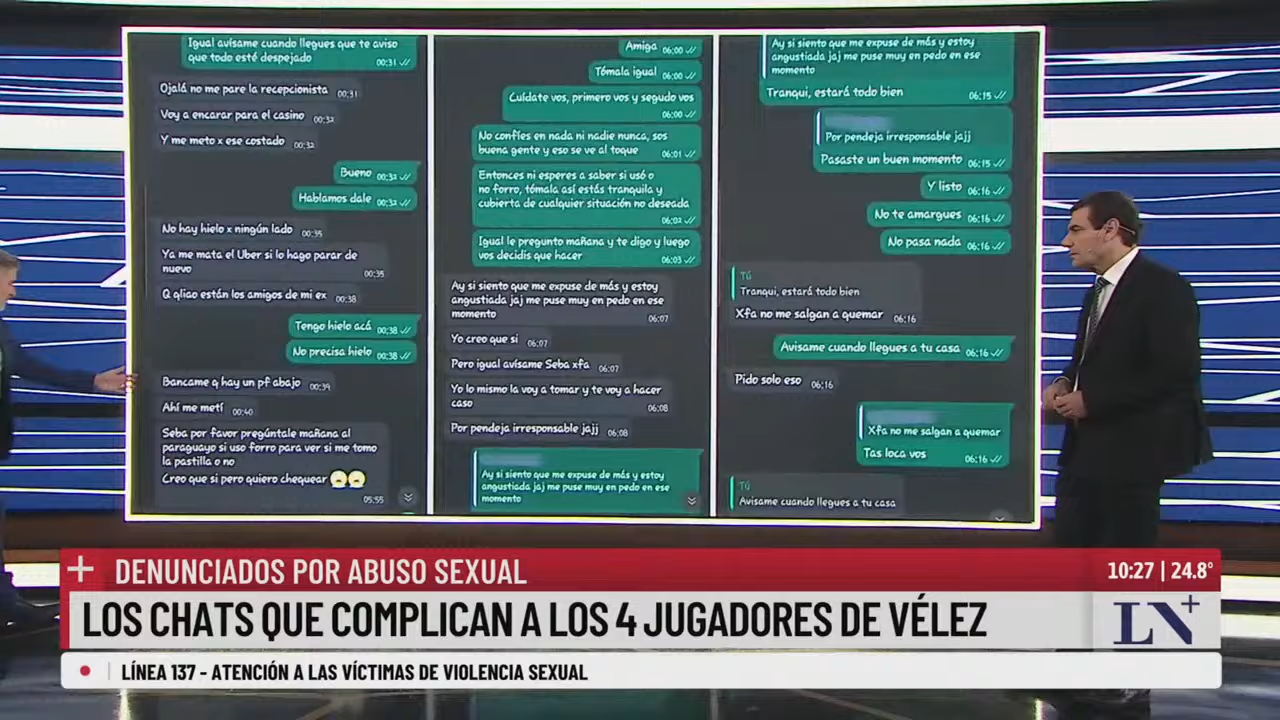 Igual avísame cuando llegues que te aviso
que todo esté despejado 00:31
Ojalá no me pare la recepcionista 00:31
Voy a encarar para el casino 00:32
Y me meto x ese costado 00:32
Bueno 00:32
Hablamos dale 00:32
No hay hielo x ningún lado 00:35
Ya me mata el Uber si lo hago parar de
nuevo 00:35
Q qliao están los amigos de mi ex 00:38
Tengo hielo acá 00:38
No precisa hielo 00:38
Bancame q hay un pf abajo 00:39
Ahí me metí 00:40
Seba por favor pregúntale mañana al
paraguayo si uso forro para ver si me tomo
la pastilla o no
Creo que si pero quiero chequear
05:55
Amiga 06:00
Tómala igual 06:00
Cuídate vos, primero vos y segudo vos
06:00
No confíes en nada ni nadie nunca, sos
buena gente y eso se ve al toque 06:01
Entonces ni esperes a saber si usó o
no forro, tómala así estás tranquila y
cubierta de cualquier situación no deseada
06:02
Igual le pregunto mañana y te digo y luego
vos decidis que hacer 06:03
Ay si siento que me expuse de más y estoy
angustiada jaj me puse muy en pedo en ese
momento 06:07
Yo creo que si 06:07
Pero igual avísame Seba xfa 06:07
Yo lo mismo la voy a tomar y te voy a hacer
caso 06:08
Por pendeja irresponsable jajj 06:08
Ay si siento que me expuse de más y estoy
angustiada jaj me puse muy en pedo en ese
momento
Ay si siento que me expuse de más y estoy
angustiada jaj me puse muy en pedo en ese
momento
Tranqui, estará todo bien 06:15
Por pendeja irresponsable jajj
Pasaste un buen momento 06:15
Y listo 06:16
No te amargues 06:16
No pasa nada 06:16
Tú
Tranqui, estará todo bien
Xfa no me salgan a quemar 06:16
Avisame cuando llegues a tu casa 06:16
Pido solo eso 06:16
Xfa no me salgan a quemar
Tas loca vos 06:16
Tú
Avisame cuando llegues a tu casa
DENUNCIADOS POR ABUSO SEXUAL
10:27 | 24.8°
LOS CHATS QUE COMPLICAN A LOS 4 JUGADORES DE VÉLEZ
LN+
LÍNEA 137 - ATENCIÓN A LAS VÍCTIMAS DE VIOLENCIA SEXUAL